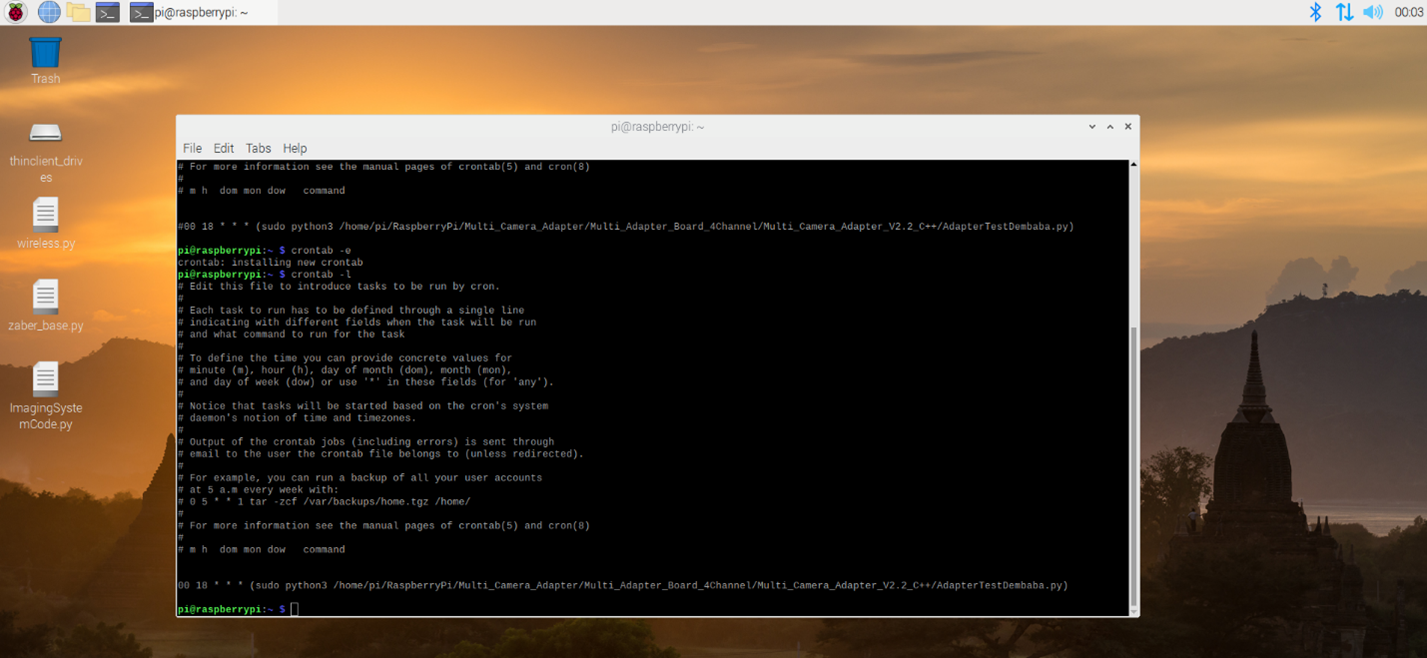 pi@raspberrypi: ~
00:03
Trash
thinclient_driv
es
wireless.py
zaber_base.py
ImagingSyste
mCode.py
pi@raspberrypi: ~
File Edit Tabs Help
# For more information see the manual pages of crontab(5) and cron(8)
#
# m h  dom mon dow   command
#00 18 * * * (sudo python3 /home/pi/RaspberryPi/Multi_Camera_Adapter/Multi_Adapter_Board_4Channel/Multi_Camera_Adapter_V2.2_C++/AdapterTestDembaba.py)
pi@raspberrypi:~ $ crontab -e
crontab: installing new crontab
pi@raspberrypi:~ $ crontab -l
# Edit this file to introduce tasks to be run by cron.
#
# Each task to run has to be defined through a single line
# indicating with different fields when the task will be run
# and what command to run for the task
#
# To define the time you can provide concrete values for
# minute (m), hour (h), day of month (dom), month (mon),
# and day of week (dow) or use '*' in these fields (for 'any').
#
# Notice that tasks will be started based on the cron's system
# daemon's notion of time and timezones.
#
# Output of the crontab jobs (including errors) is sent through
# email to the user the crontab file belongs to (unless redirected).
#
# For example, you can run a backup of all your user accounts
# at 5 a.m every week with:
# 0 5 * * 1 tar -zcf /var/backups/home.tgz /home/
#
# For more information see the manual pages of crontab(5) and cron(8)
#
# m h  dom mon dow   command
00 18 * * * (sudo python3 /home/pi/RaspberryPi/Multi_Camera_Adapter/Multi_Adapter_Board_4Channel/Multi_Camera_Adapter_V2.2_C++/AdapterTestDembaba.py)
pi@raspberrypi:~ $